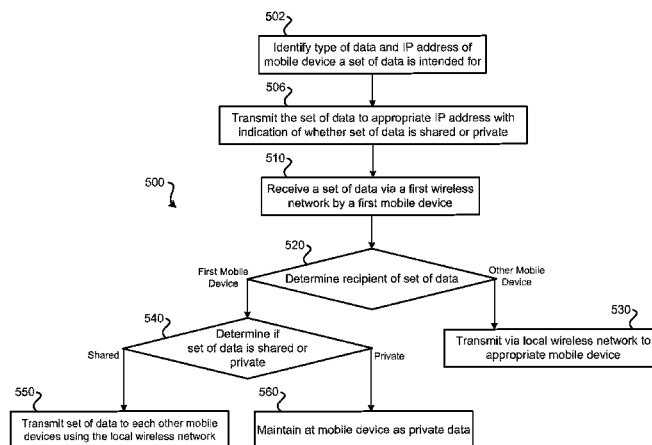 502
Identify type of data and IP address of
mobile device a set of data is intended for
506
Transmit the set of data to appropriate IP address with
indication of whether set of data is shared or private
510
500
Receive a set of data via a first wireless
network by a first mobile device
520
First Mobile
Device
Determine recipient of set of data
Other Mobile
Device
530
Transmit via local wireless network to
appropriate mobile device
540
Shared
Determine if
set of data is shared or
private
Private
550
Transmit set of data to each other mobile
devices using the local wireless network
560
Maintain at mobile device as private data